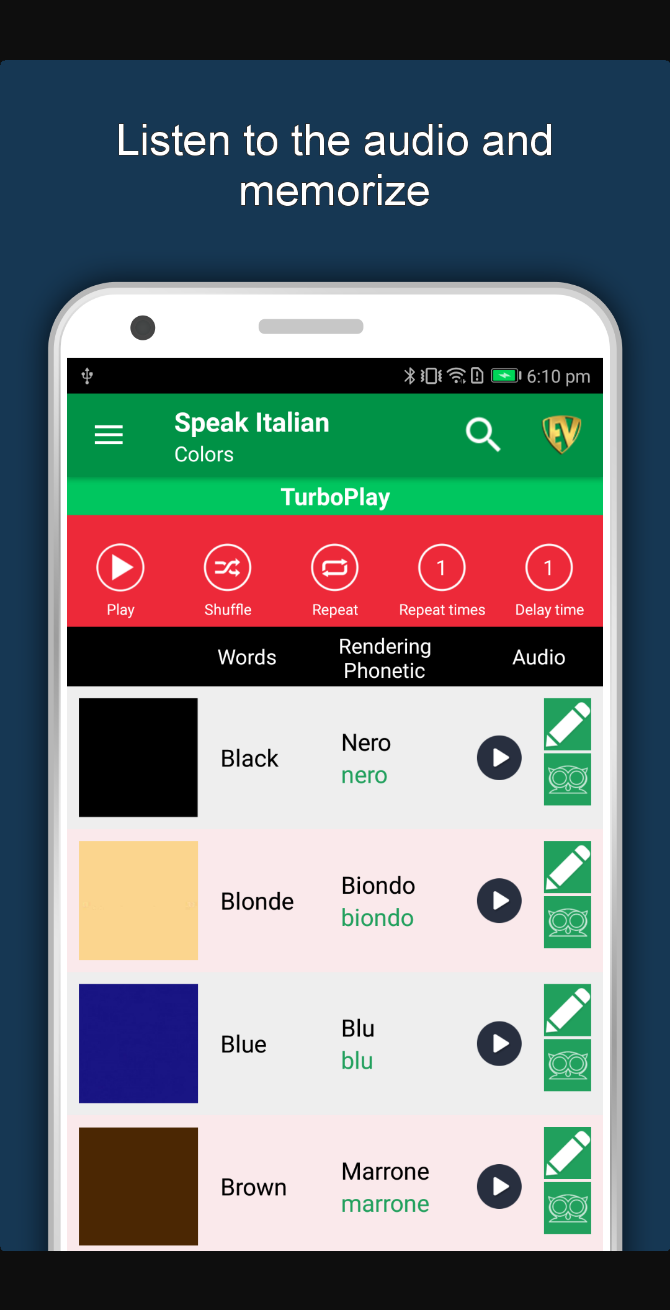 Listen to the audio and
memorize
6:10 pm
Speak Italian
Colors
EV
TurboPlay
1
1
Play
Shuffle
Repeat
Repeat times
Delay time
Words
Rendering
Phonetic
Audio
Black
Nero
nero
Blonde
Biondo
biondo
Blue
Blu
blu
Brown
Marrone
marrone